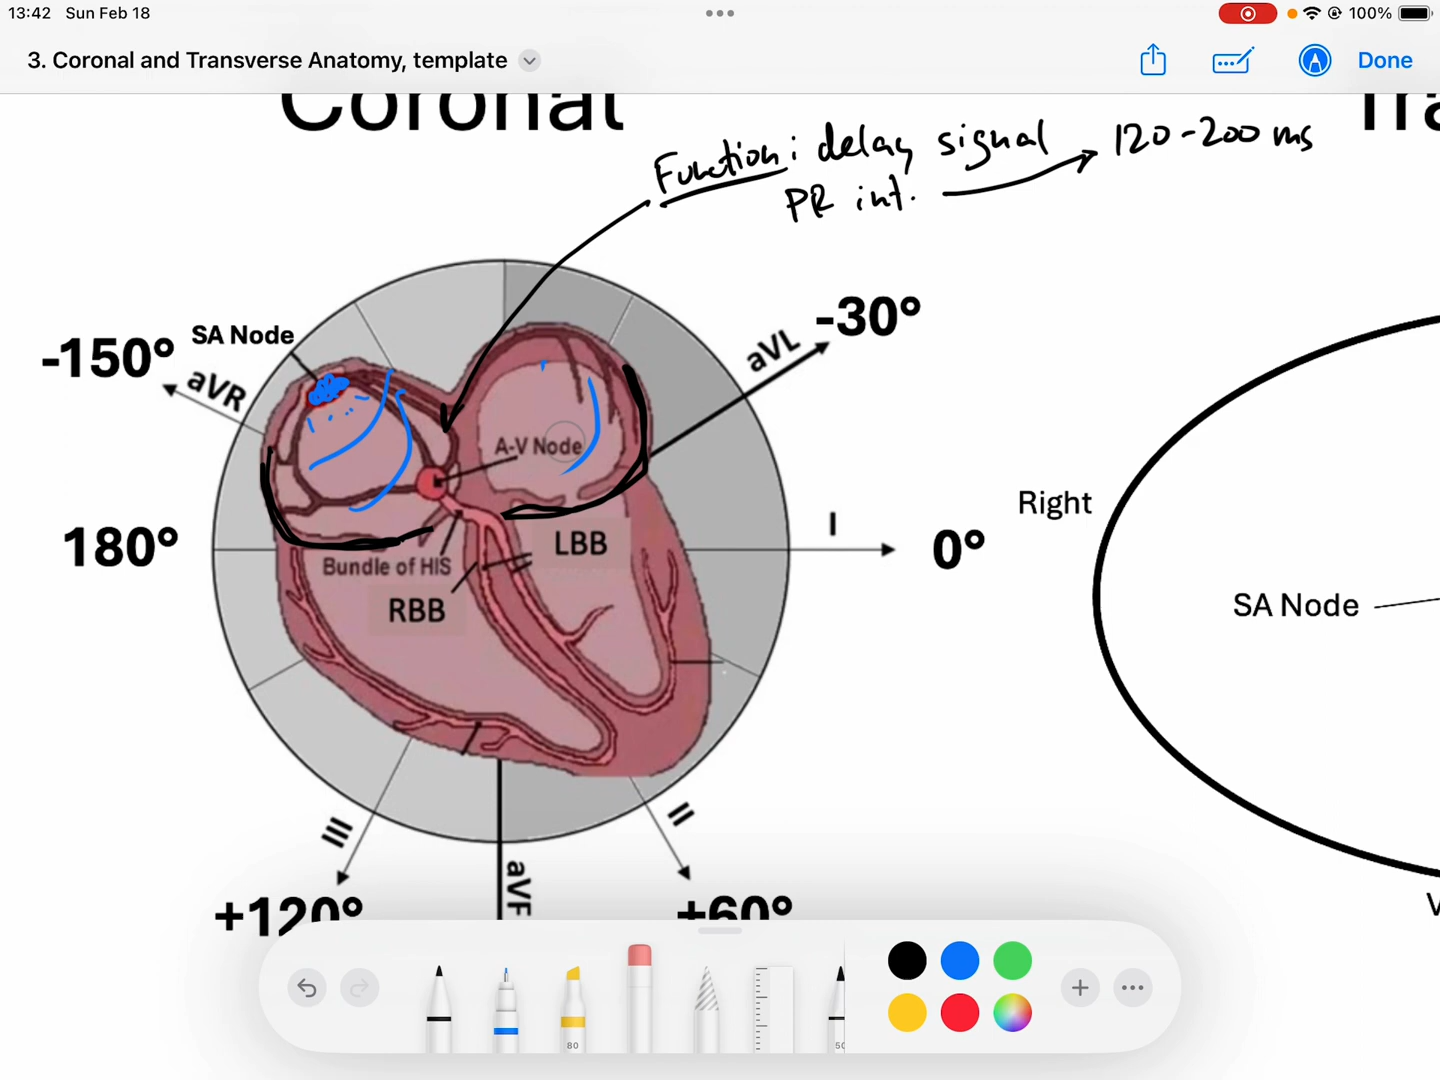 13:42 Sun Feb 18
100%
3. Coronal and Transverse Anatomy, template
Done
Coronal
Function: delay signal
120-200 ms
PR int.
-30°
SA Node
-150°
aVR
aVL
A-V Node
Right
I
180°
LBB
0°
Bundle of HIS
RBB
SA Node
III
II
aVF
+120°
+60°
80
50